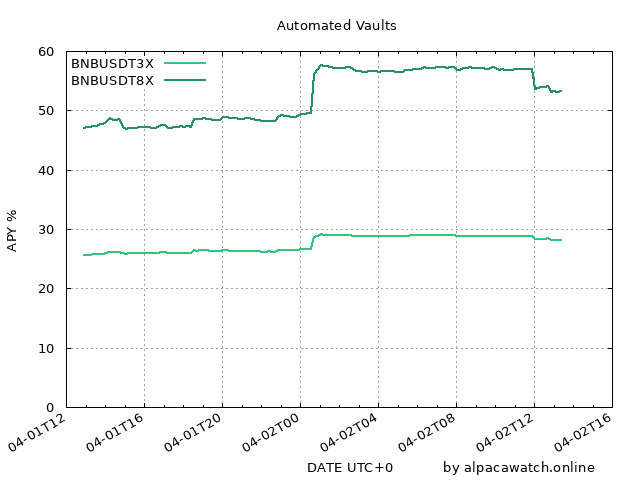 Automated Vaults
BNBUSDT3X
BNBUSDT8X
APY %
60
50
40
30
20
10
0
04-01T12
04-01T16
04-01T20
04-02T00
04-02T04
04-02T08
04-02T12
04-02T16
DATE UTC+0
by alpacawatch.online